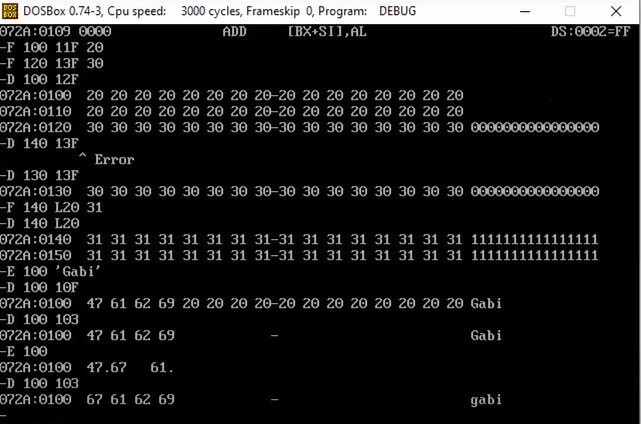 DOSBox 0.74-3, Cpu speed: 3000 cycles, Frameskip 0, Program: DEBUG
072A:0109 0000 ADD [BX+SI],AL DS:0002=FF
-F 100 11F 20
-F 120 13F 30
-D 100 12F
072A:0100 20 20 20 20 20 20 20 20-20 20 20 20 20 20 20 20
072A:0110 20 20 20 20 20 20 20 20-20 20 20 20 20 20 20 20
072A:0120 30 30 30 30 30 30 30 30-30 30 30 30 30 30 30 30 0000000000000000
-D 140 13F
^ Error
-D 130 13F
072A:0130 30 30 30 30 30 30 30 30-30 30 30 30 30 30 30 30 0000000000000000
-F 140 L20 31
-D 140 L20
072A:0140 31 31 31 31 31 31 31 31-31 31 31 31 31 31 31 31 1111111111111111
072A:0150 31 31 31 31 31 31 31 31-31 31 31 31 31 31 31 31 1111111111111111
-E 100 'Gabi'
-D 100 10F
072A:0100 47 61 62 69 20 20 20 20-20 20 20 20 20 20 20 20 Gabi
-D 100 103
072A:0100 47 61 62 69 - Gabi
-E 100
072A:0100 47.67 61.
-D 100 103
072A:0100 67 61 62 69 - gabi
-